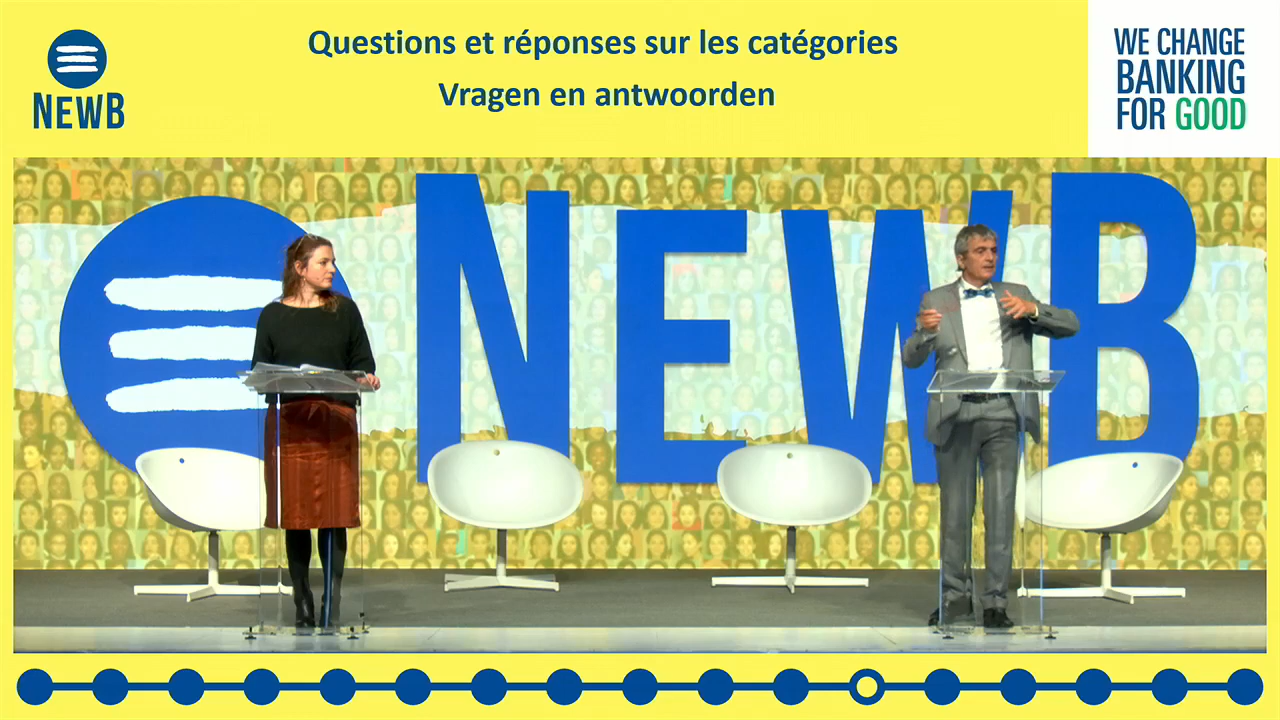 Questions et réponses sur les catégories
Vragen en antwoorden
NEWB
WE CHANGE
BANKING
FOR GOOD
NEWB